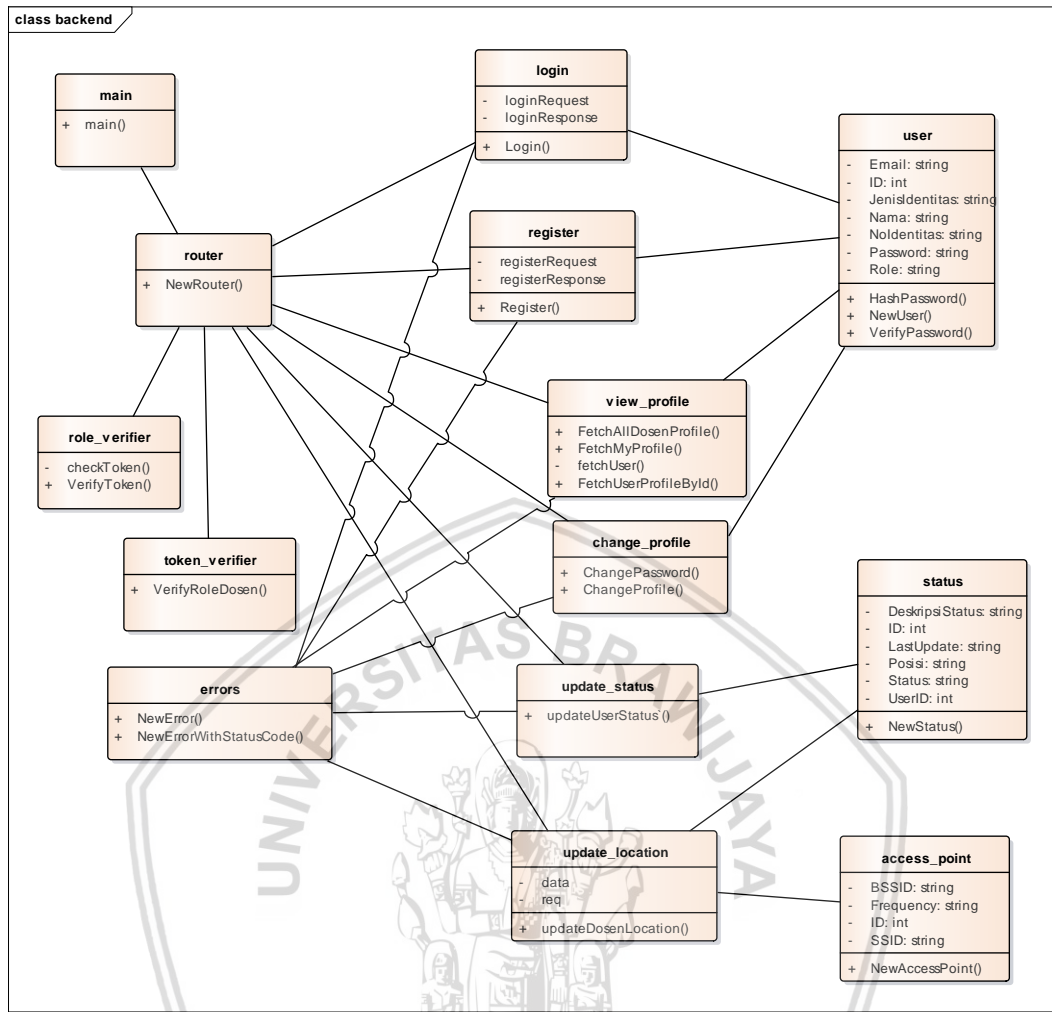 class backend
main
+ main()
router
+ NewRouter()
role_verifier
- checkToken()
+ VerifyToken()
token_verifier
+ VerifyRoleDosen()
errors
+ NewError()
+ NewErrorWithStatusCode()
login
- loginRequest
- loginResponse
+ Login()
register
- registerRequest
- registerResponse
+ Register()
view_profile
+ FetchAllDosenProfile()
+ FetchMyProfile()
- fetchUser()
+ FetchUserProfileById()
change_profile
+ ChangePassword()
+ ChangeProfile()
update_status
+ updateUserStatus`()
update_location
- data
- req
+ updateDosenLocation()
user
- Email: string
- ID: int
- JenisIdentitas: string
- Nama: string
- NoIdentitas: string
- Password: string
- Role: string
+ HashPassword()
+ NewUser()
+ VerifyPassword()
status
- DeskripsiStatus: string
- ID: int
- LastUpdate: string
- Posisi: string
- Status: string
- UserID: int
+ NewStatus()
access_point
- BSSID: string
- Frequency: string
- ID: int
- SSID: string
+ NewAccessPoint()
UNIVERSITAS BRAWIJAYA